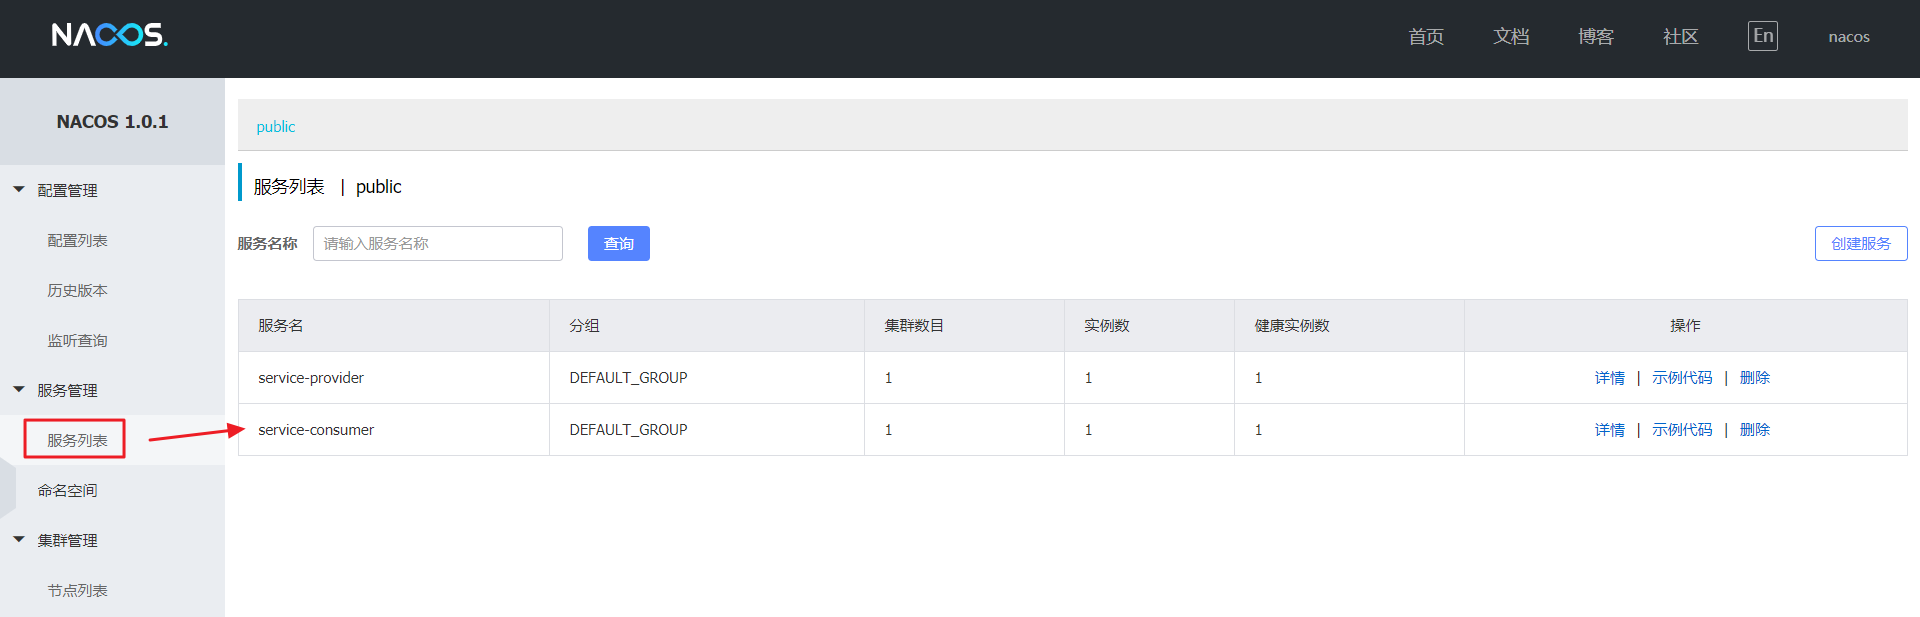 NACOS. 首页 文档 博客 社区 En nacos
NACOS 1.0.1
配置管理
配置列表
历史版本
监听查询
服务管理
服务列表
命名空间
集群管理
节点列表
public
服务列表 | public
服务名称 请输入服务名称 查询 创建服务
服务名 分组 集群数目 实例数 健康实例数 操作
service-provider DEFAULT_GROUP 1 1 1 详情 | 示例代码 | 删除
service-consumer DEFAULT_GROUP 1 1 1 详情 | 示例代码 | 删除